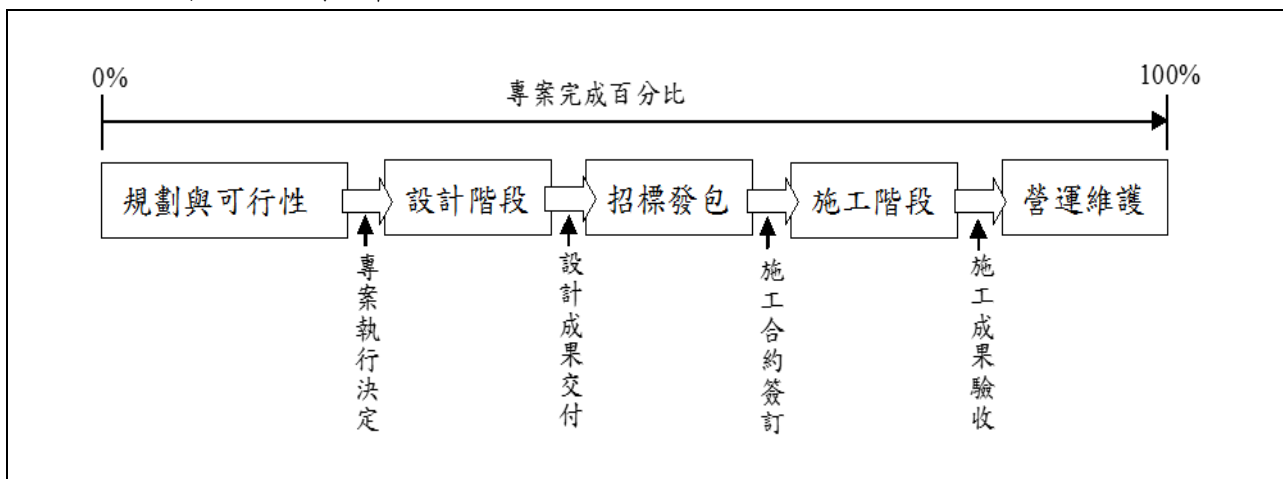 0%
100%
專案完成百分比
規劃與可行性
設計階段
招標發包
施工階段
營運維護
專案執行決定
設計成果交付
施工合約簽訂
施工成果驗收